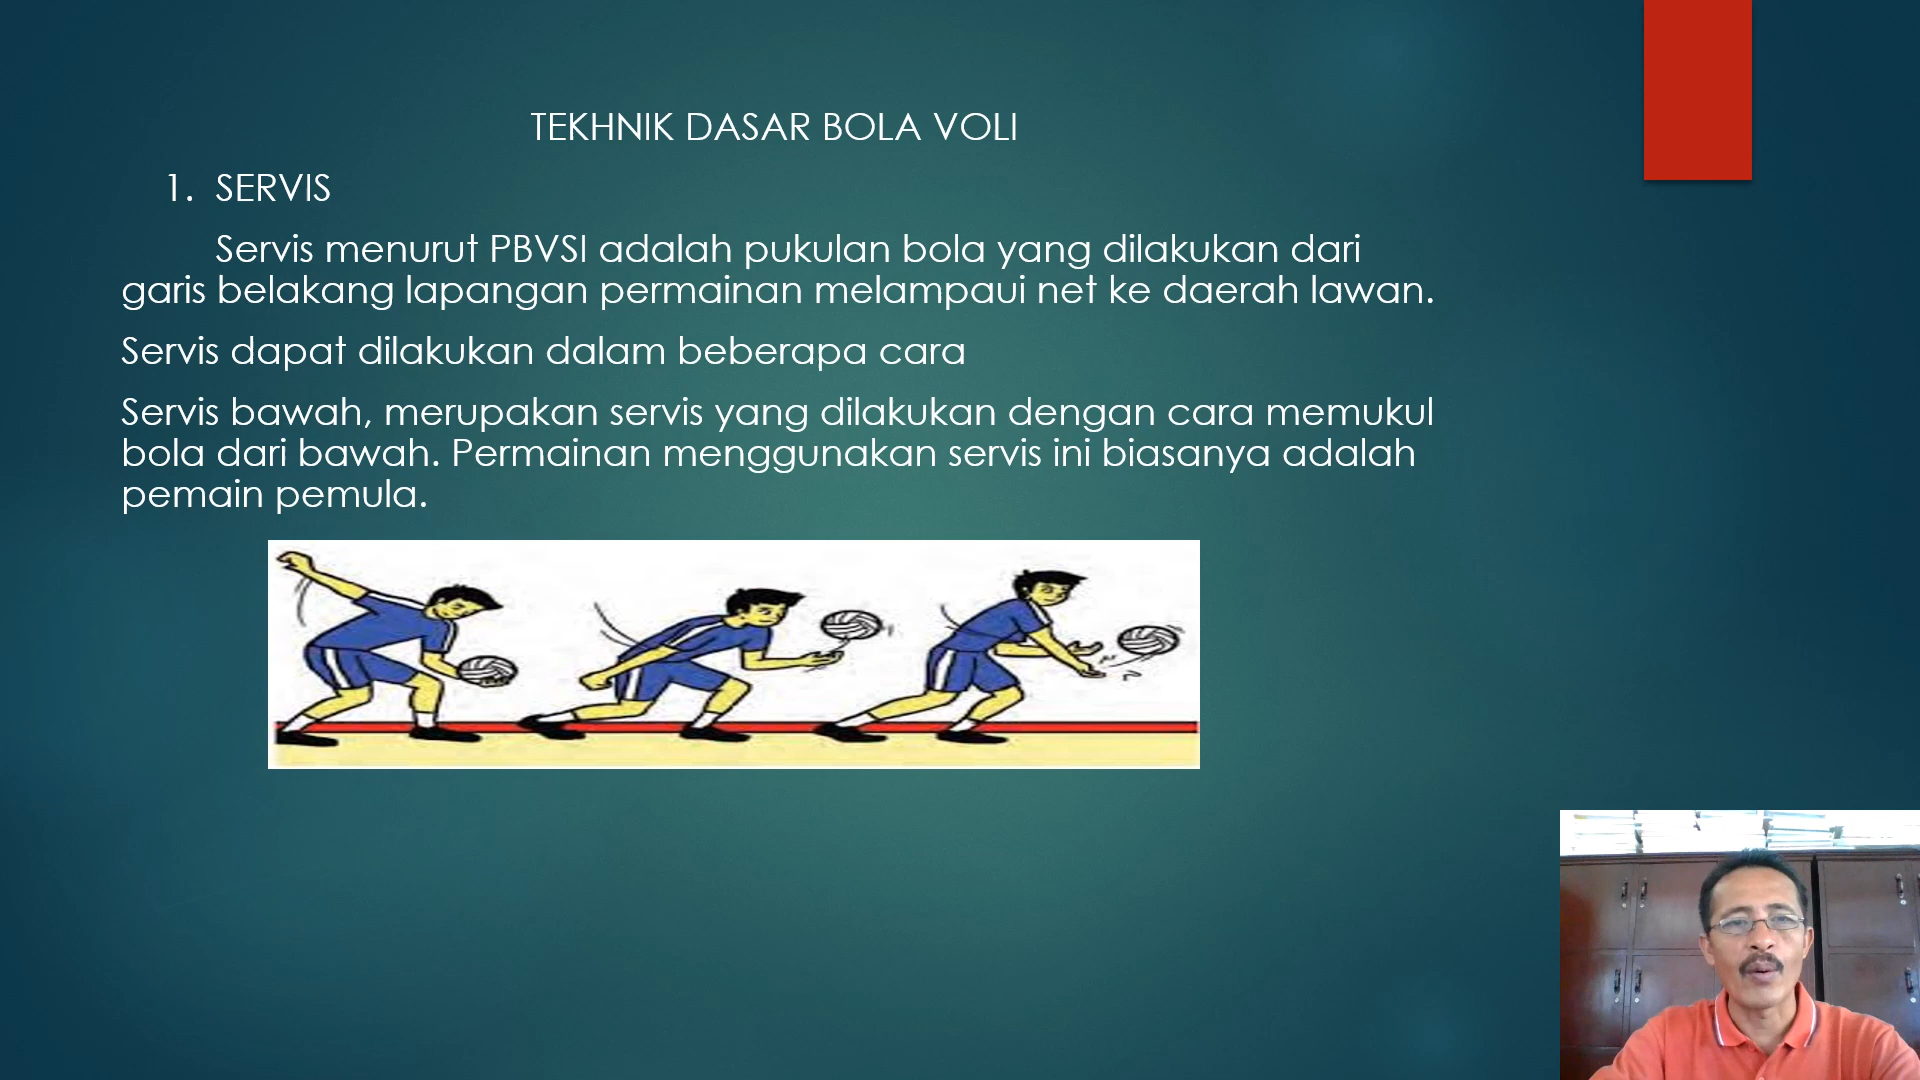 TEKHNIK DASAR BOLA VOLI
1. SERVIS
Servis menurut PBVSI adalah pukulan bola yang dilakukan dari
garis belakang lapangan permainan melampaui net ke daerah lawan.
Servis dapat dilakukan dalam beberapa cara
Servis bawah, merupakan servis yang dilakukan dengan cara memukul
bola dari bawah. Permainan menggunakan servis ini biasanya adalah
pemain pemula.